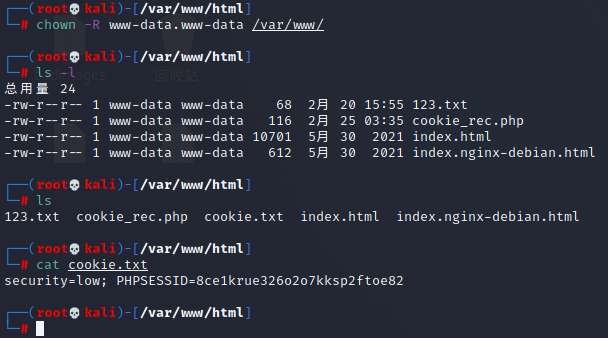 ┌──(root💀kali)-[/var/www/html]
└─# chown -R www-data.www-data /var/www/
┌──(root💀kali)-[/var/www/html]
└─# ls -l
总用量 24
-rw-r--r-- 1 www-data www-data    68  2月 20 15:55 123.txt
-rw-r--r-- 1 www-data www-data   116  2月 25 03:35 cookie_rec.php
-rw-r--r-- 1 www-data www-data 10701  5月 30  2021 index.html
-rw-r--r-- 1 www-data www-data   612  5月 30  2021 index.nginx-debian.html
┌──(root💀kali)-[/var/www/html]
└─# ls
123.txt  cookie_rec.php  cookie.txt  index.html  index.nginx-debian.html
┌──(root💀kali)-[/var/www/html]
└─# cat cookie.txt
security=low; PHPSESSID=8ce1krue326o2o7kksp2ftoe82
┌──(root💀kali)-[/var/www/html]
└─#